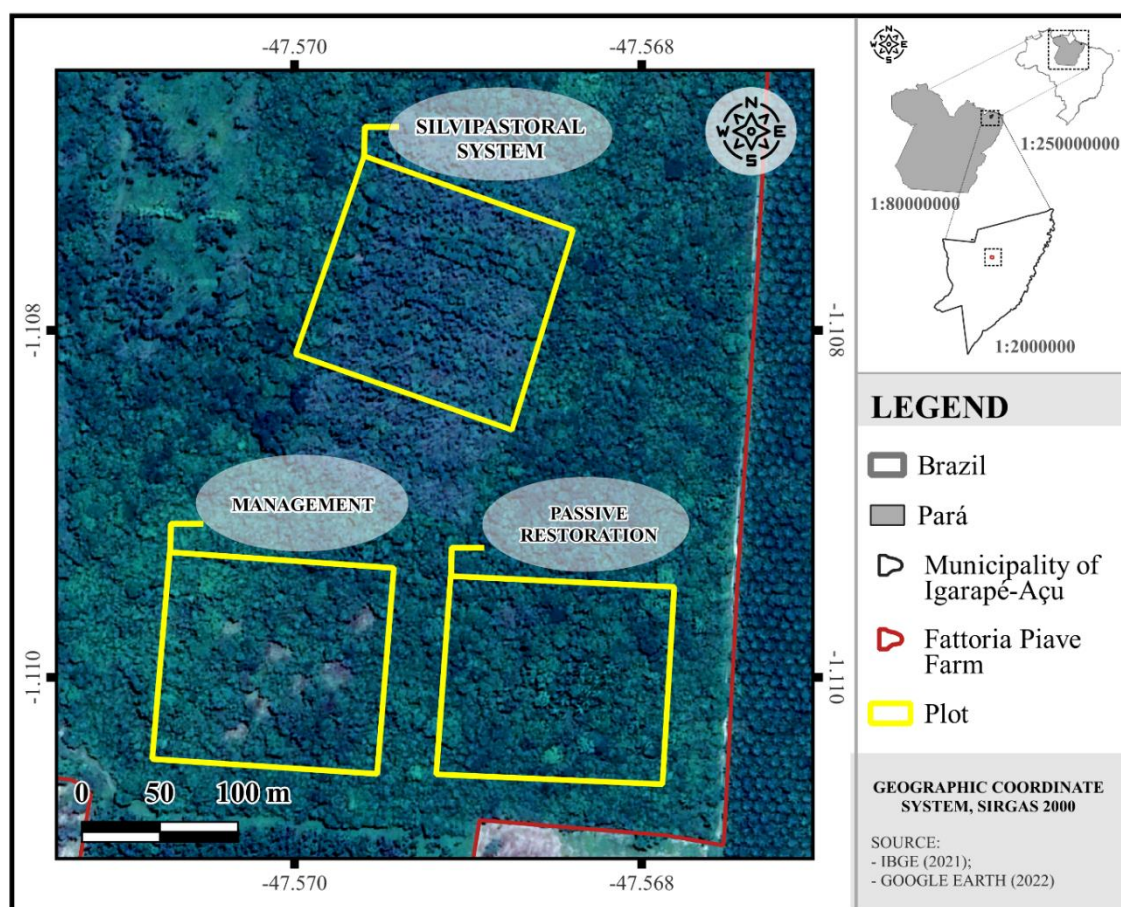 -47.570
-47.568
SILVIPASTORAL
SYSTEM
N
W E
S
-1.108
-1.108
MANAGEMENT
PASSIVE
RESTORATION
-1.110
-1.110
0 50 100 m
-47.570
-47.568
N
W E
S
1:250000000
1:80000000
1:2000000
LEGEND
Brazil
Pará
Municipality of
Igarapé-Açu
Fattoria Piave
Farm
Plot
GEOGRAPHIC COORDINATE
SYSTEM, SIRGAS 2000
SOURCE:
- IBGE (2021);
- GOOGLE EARTH (2022)